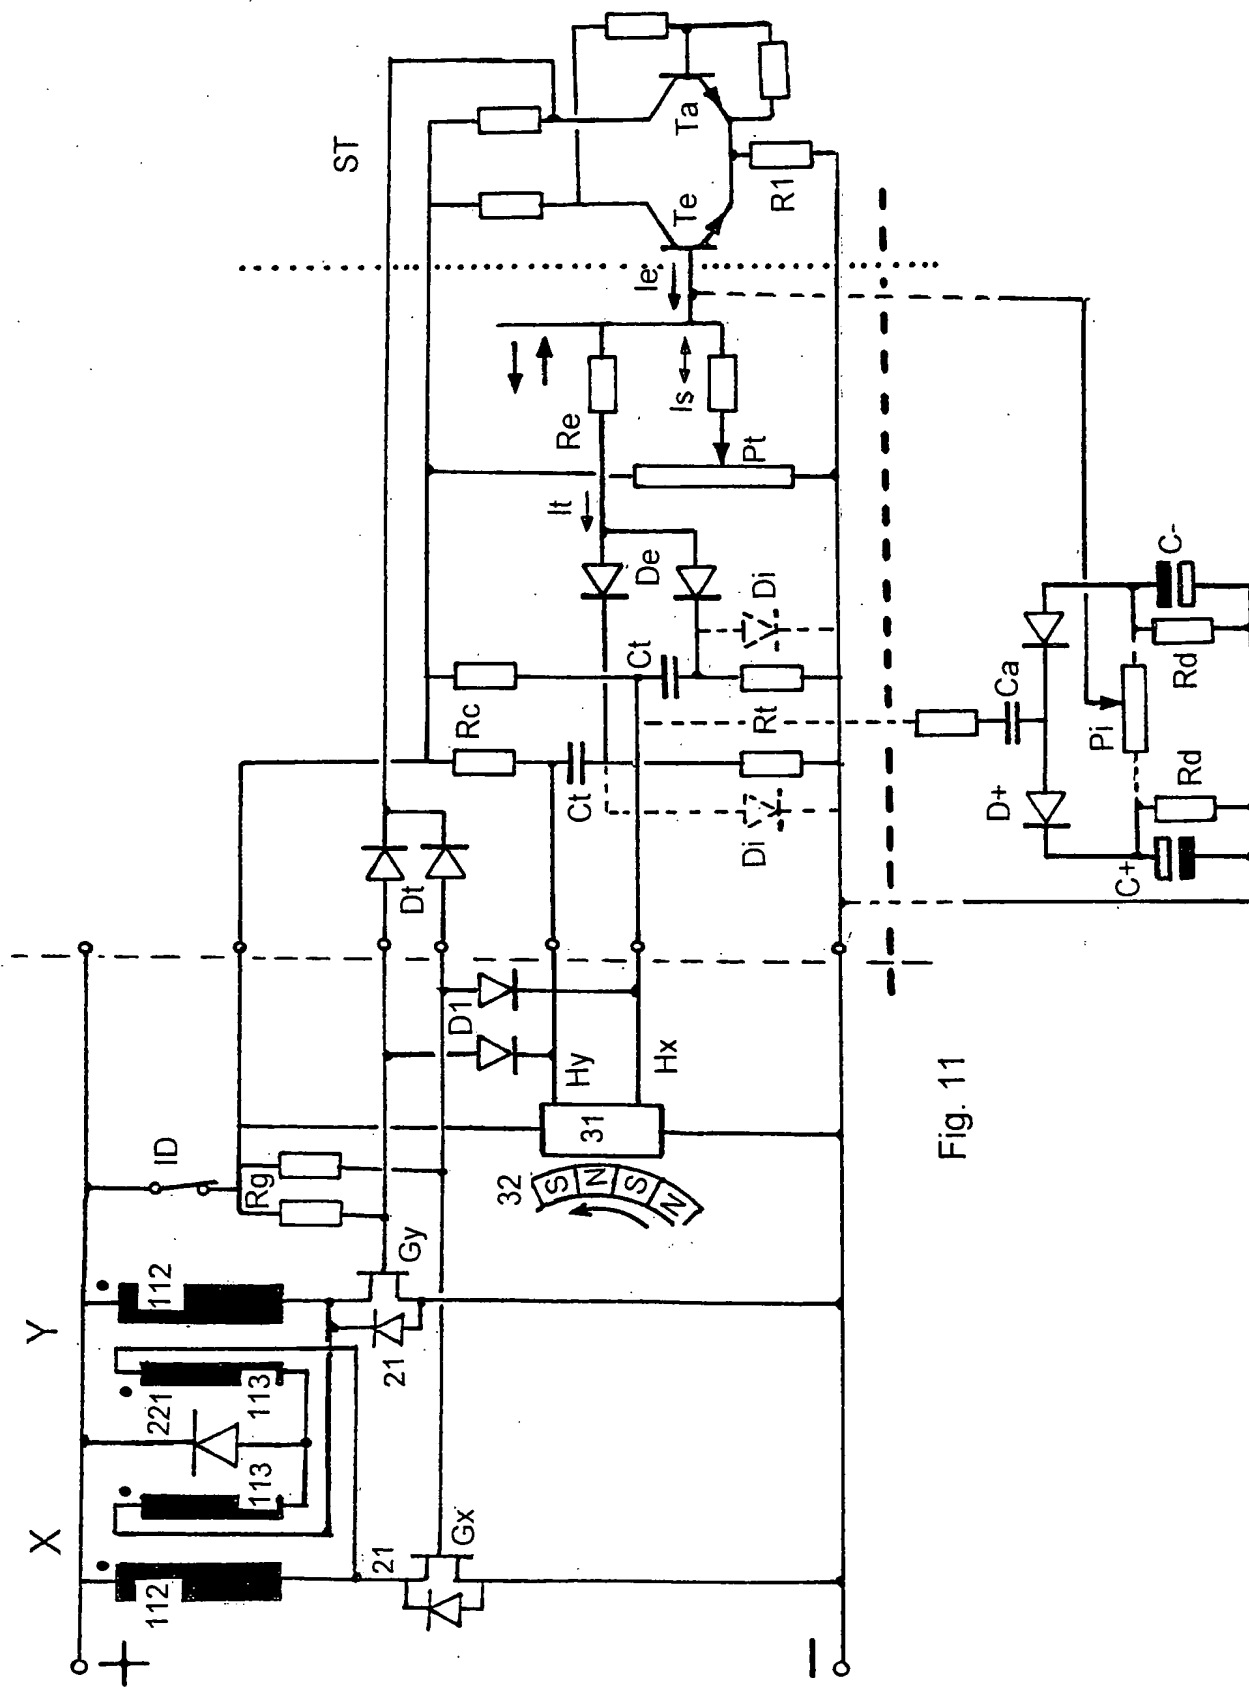 X
Y
+
112
113
221
113
112
21
21
Gx
Gy
Rg
ID
32
S
N
S
N
31
Hy
Hx
D1
Dt
Di
Di
Ct
Ct
Rc
Rt
De
It
Re
Is
Pt
Ie
Te
Ta
R1
ST
−
D+
Ca
C+
C-
Rd
Rd
Pi
Fig. 11